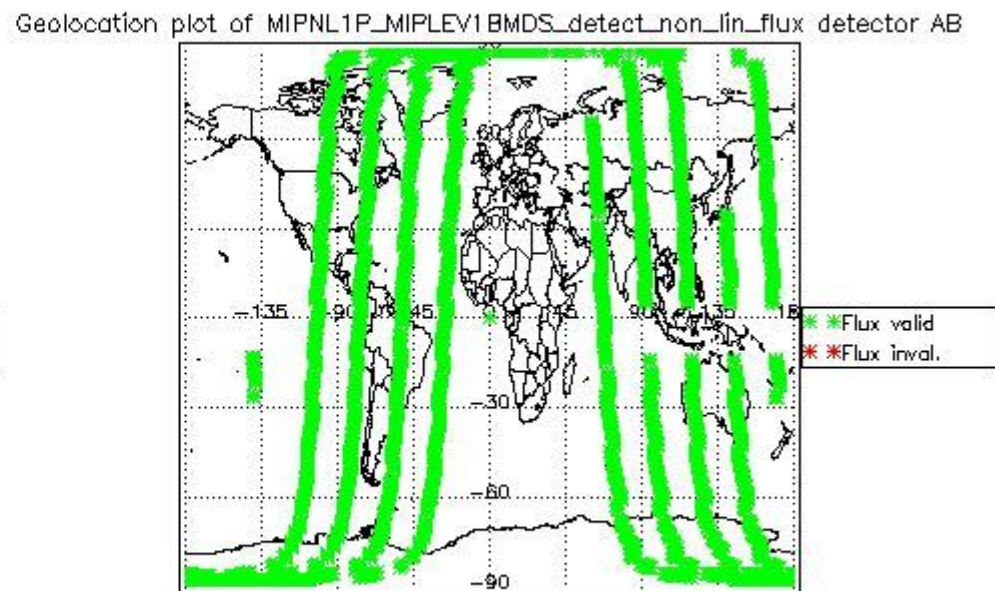 Geolocation plot of MIPNL1P_MIPLEV1BMDS_detect_non_lin_flux detector AB
60
-135 -90 -45 45 90 135
Flux valid
Flux inval.
-30
-60
-90